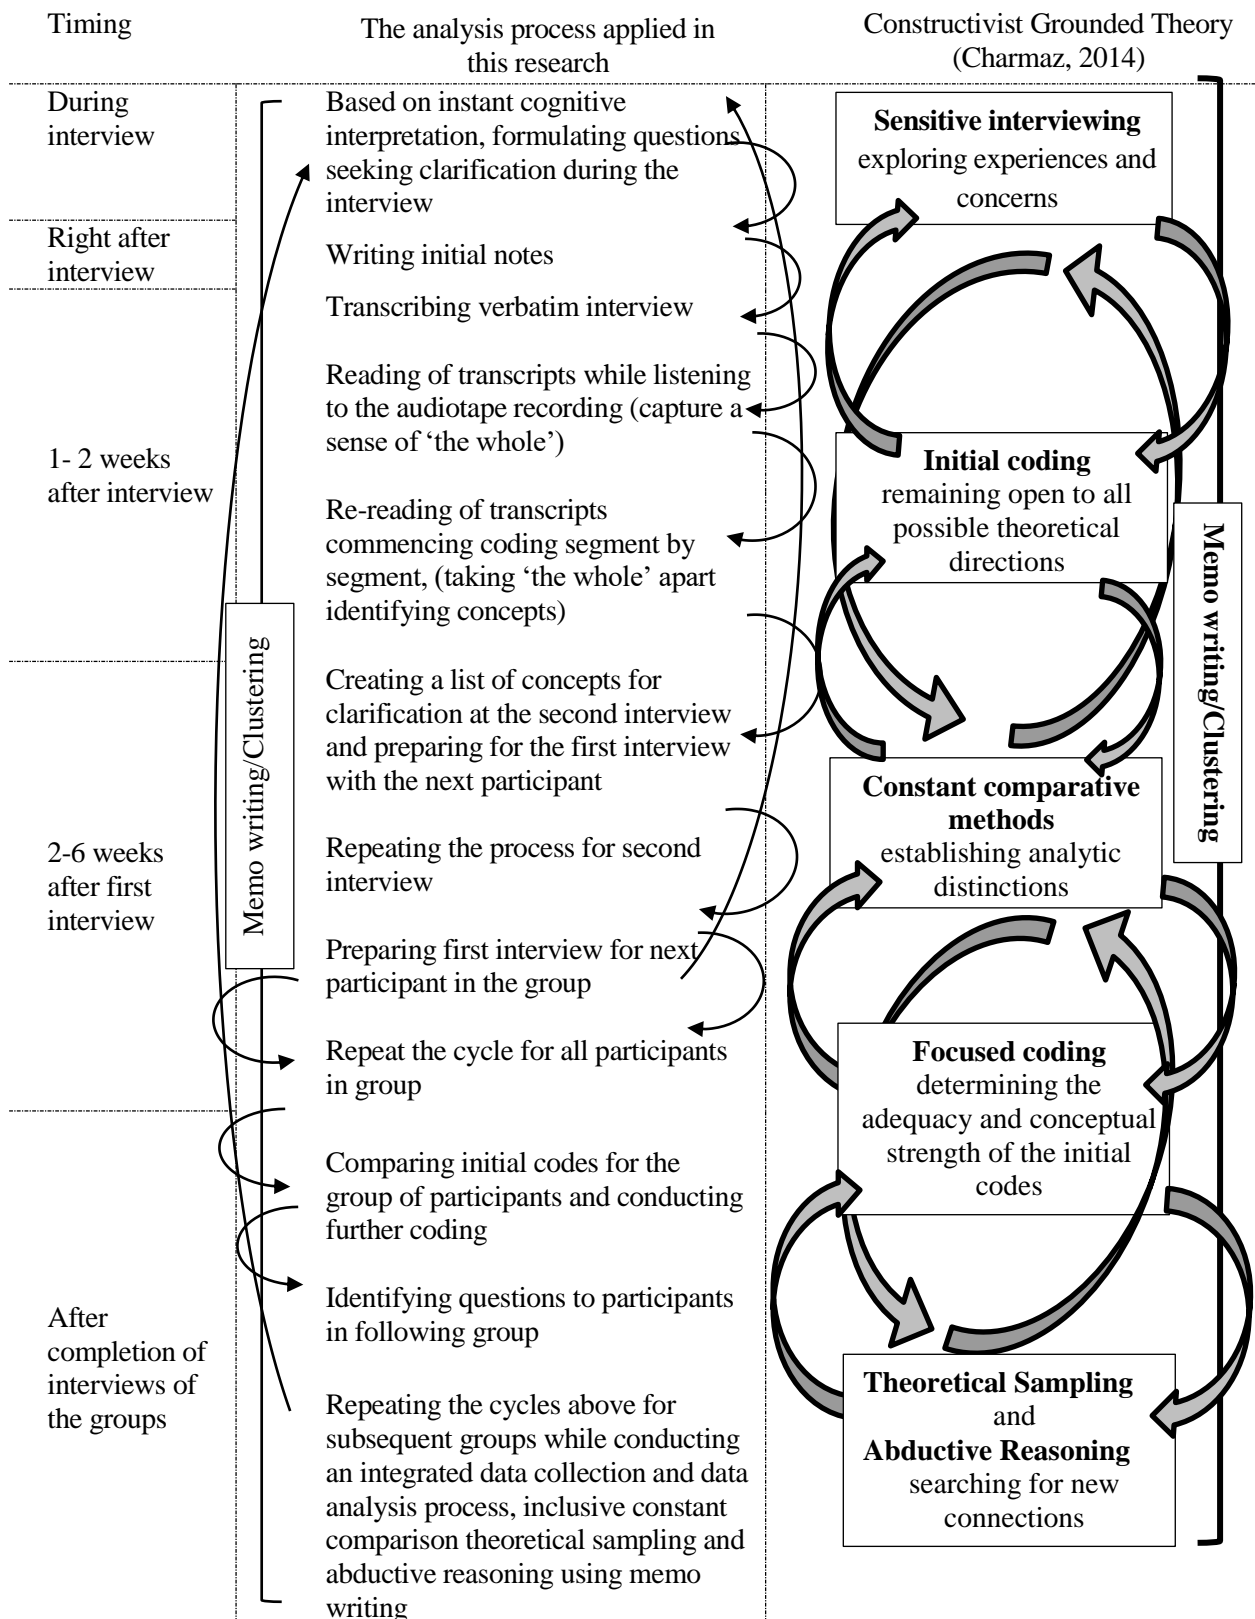 Timing
The analysis process applied in
this research
Constructivist Grounded Theory
(Charmaz, 2014)
During
interview
Right after
interview
1- 2 weeks
after interview
2-6 weeks
after first
interview
After
completion of
interviews of
the groups
Memo writing/Clustering
Based on instant cognitive
interpretation, formulating questions
seeking clarification during the
interview
Writing initial notes
Transcribing verbatim interview
Reading of transcripts while listening
to the audiotape recording (capture a
sense of ‘the whole’)
Re-reading of transcripts
commencing coding segment by
segment, (taking ‘the whole’ apart
identifying concepts)
Creating a list of concepts for
clarification at the second interview
and preparing for the first interview
with the next participant
Repeating the process for second
interview
Preparing first interview for next
participant in the group
Repeat the cycle for all participants
in group
Comparing initial codes for the
group of participants and conducting
further coding
Identifying questions to participants
in following group
Repeating the cycles above for
subsequent groups while conducting
an integrated data collection and data
analysis process, inclusive constant
comparison theoretical sampling and
abductive reasoning using memo
writing
Sensitive interviewing
exploring experiences and
concerns
Initial coding
remaining open to all
possible theoretical
directions
Constant comparative
methods
establishing analytic
distinctions
Focused coding
determining the
adequacy and conceptual
strength of the initial
codes
Theoretical Sampling
and
Abductive Reasoning
searching for new
connections
Memo writing/Clustering